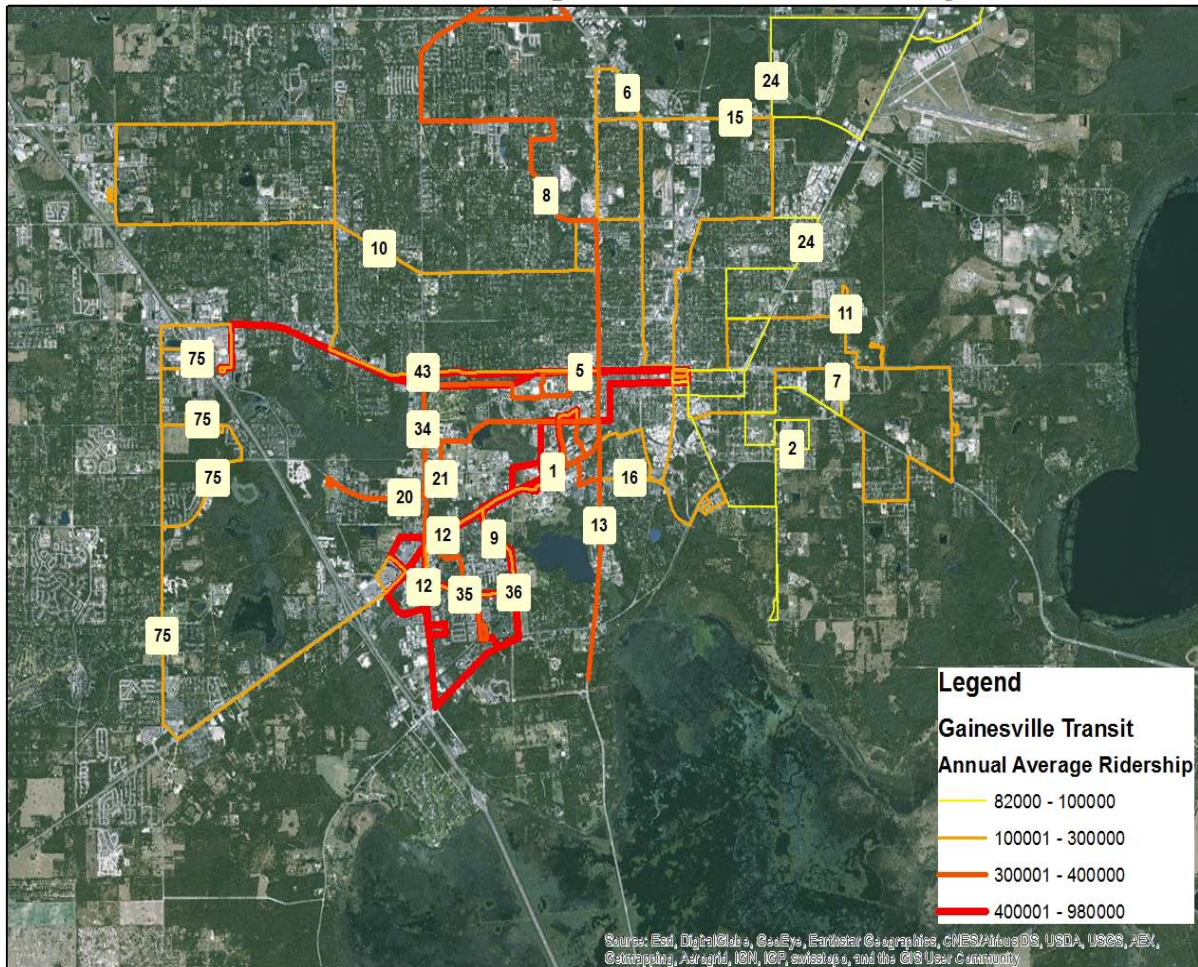 6
24
15
8
24
10
11
75
43
5
7
75
34
2
75
21
1
16
20
12
9
13
12
35
36
75
Legend
Gainesville Transit
Annual Average Ridership
82000 - 100000
100001 - 300000
300001 - 400000
400001 - 980000
Source: Esri, DigitalGlobe, GeoEye, Earthstar Geographics, CNES/Airbus DS, USDA, USGS, AEX,
Getmapping, Aerogrid, IGN, IGP, swisstopo, and the GIS User Community